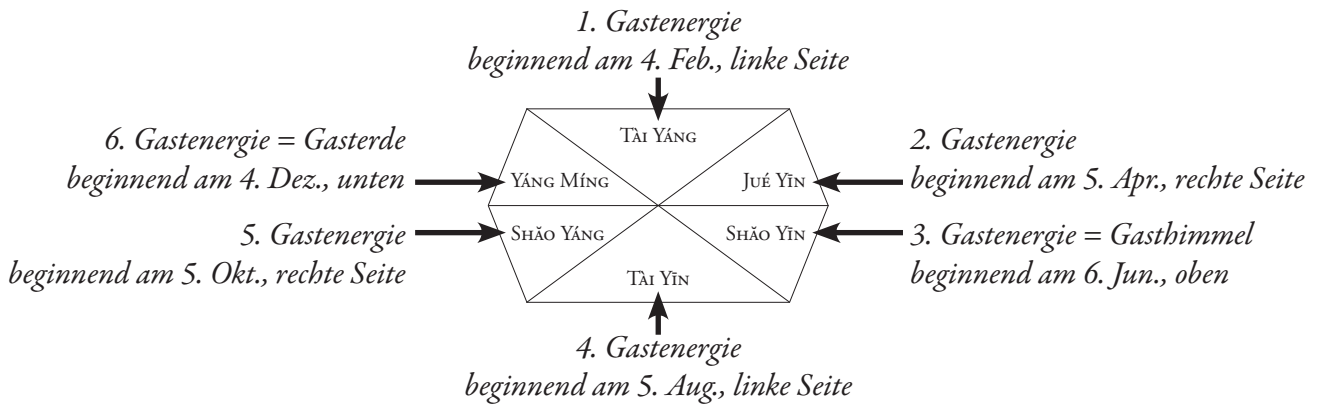 1. Gastenergie
beginnend am 4. Feb., linke Seite
Tài Yáng
6. Gastenergie = Gasterde
beginnend am 4. Dez., unten
Yáng Míng
Jué Yīn
2. Gastenergie
beginnend am 5. Apr., rechte Seite
5. Gastenergie
beginnend am 5. Okt., rechte Seite
Shǎo Yáng
Shǎo Yīn
3. Gastenergie = Gasthimmel
beginnend am 6. Jun., oben
Tài Yīn
4. Gastenergie
beginnend am 5. Aug., linke Seite